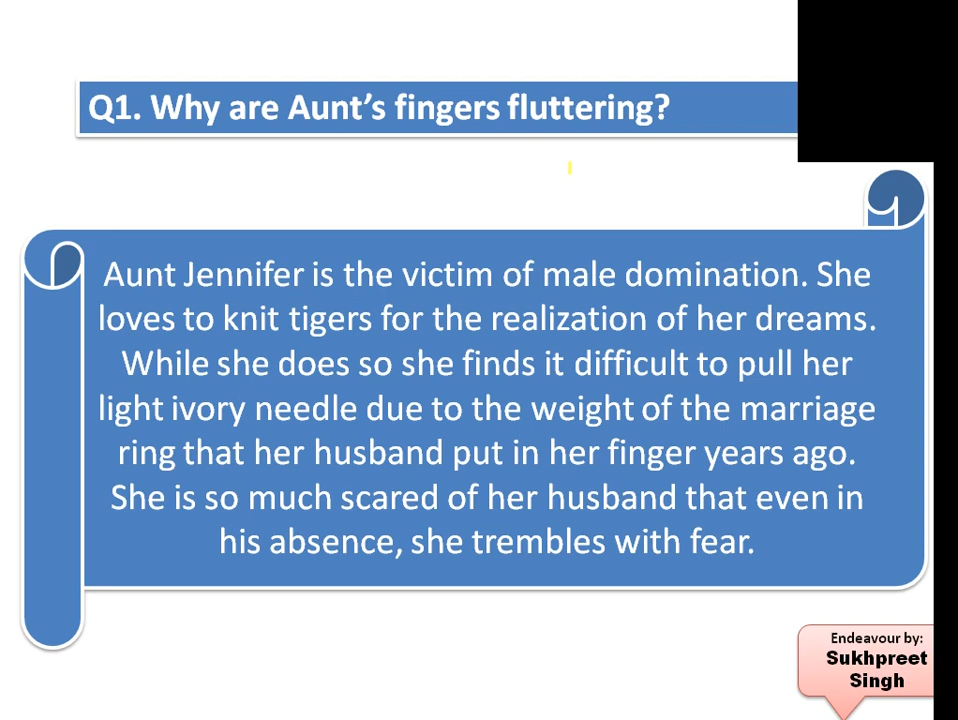 Q1. Why are Aunt's fingers fluttering?
Aunt Jennifer is the victim of male domination. She
loves to knit tigers for the realization of her dreams.
While she does so she finds it difficult to pull her
light ivory needle due to the weight of the marriage
ring that her husband put in her finger years ago.
She is so much scared of her husband that even in
his absence, she trembles with fear.
Endeavour by:
Sukhpreet
Singh